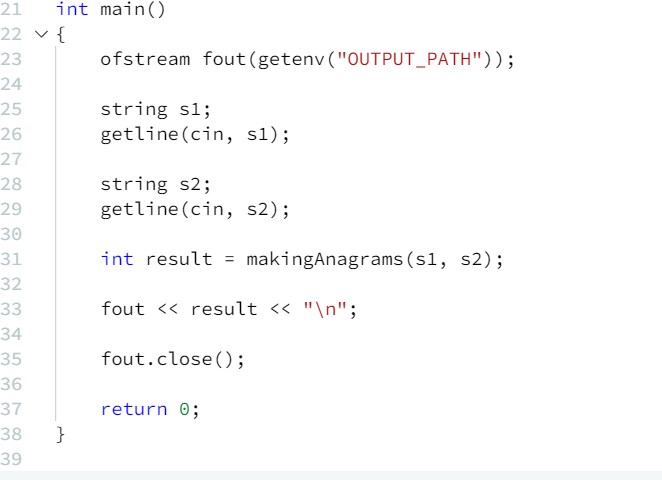 21 int main()
22 {
23     ofstream fout(getenv("OUTPUT_PATH"));
24
25     string s1;
26     getline(cin, s1);
27
28     string s2;
29     getline(cin, s2);
30
31     int result = makingAnagrams(s1, s2);
32
33     fout << result << "\n";
34
35     fout.close();
36
37     return 0;
38 }
39